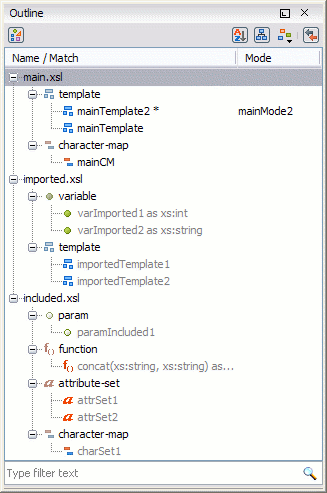 Outline
Name / Match Mode
main.xsl
template
mainTemplate2 * mainMode2
mainTemplate
character-map
mainCM
imported.xsl
variable
varImported1 as xs:int
varImported2 as xs:string
template
importedTemplate1
importedTemplate2
included.xsl
param
paramIncluded1
function
concat(xs:string, xs:string) as...
attribute-set
attrSet1
attrSet2
character-map
charSet1
Type filter text